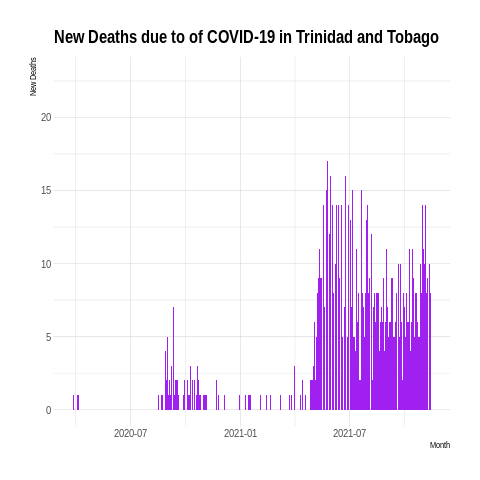 New Deaths due to of COVID-19 in Trinidad and Tobago
New Deaths
20
15
10
5
0
2020-07 2021-01 2021-07
Month